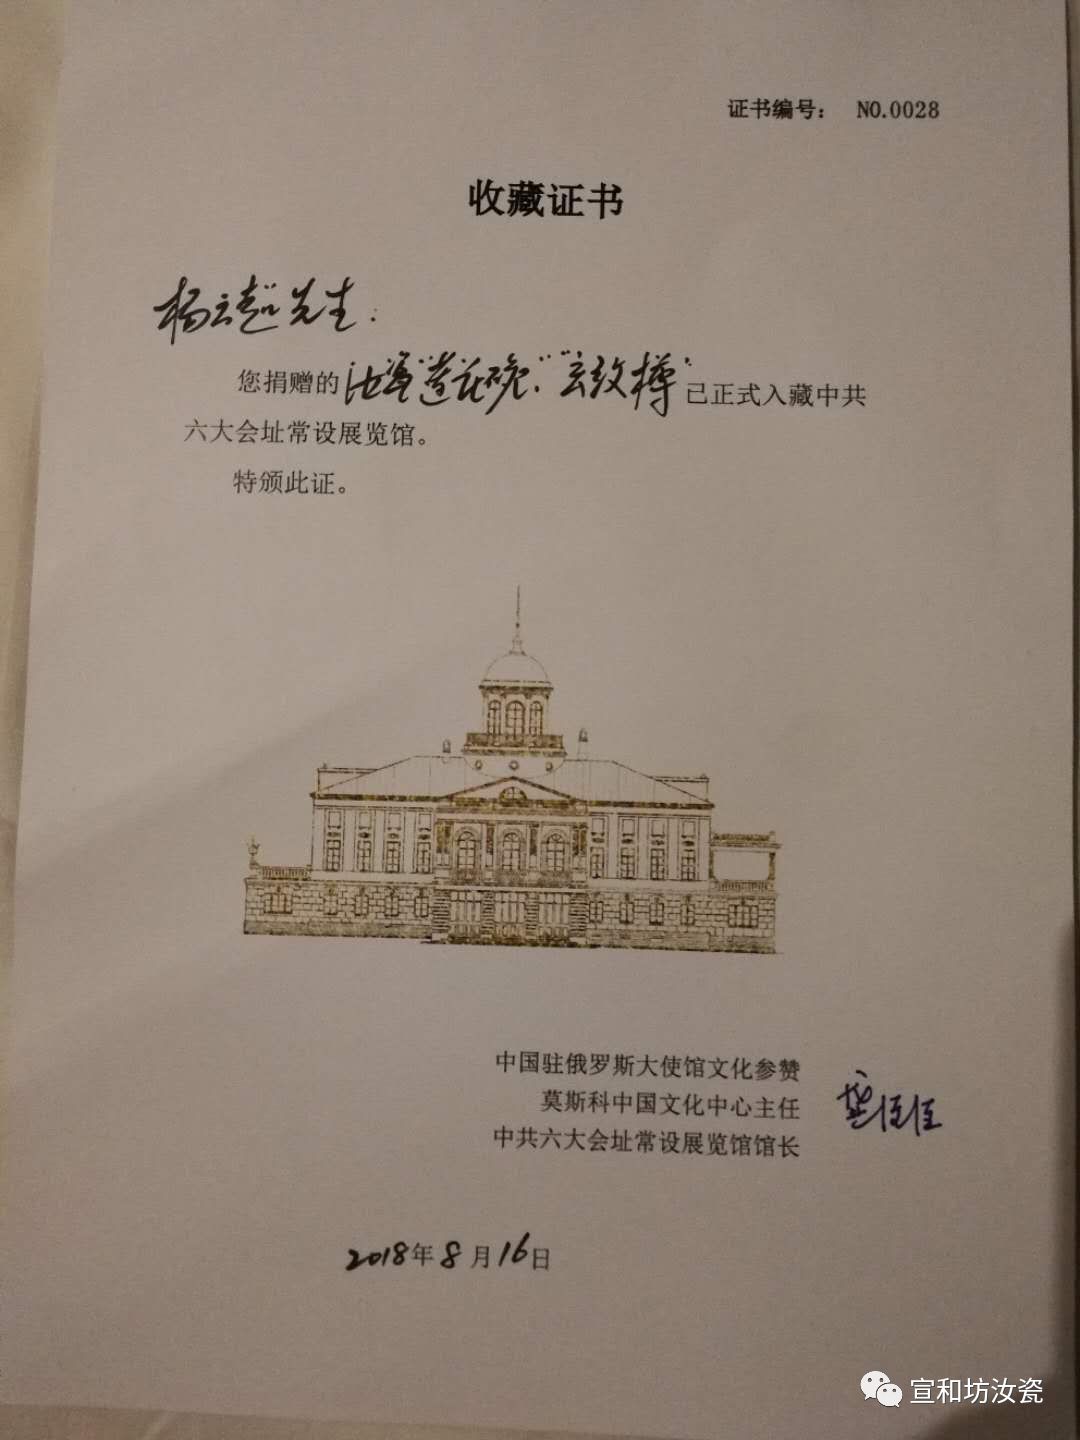 证书编号： NO.0028
收藏证书
杨云超先生：
您捐赠的汝瓷“莲花碗”、“弦纹樽”已正式入藏中共
六大会址常设展览馆。
特颁此证。
中国驻俄罗斯大使馆文化参赞
莫斯科中国文化中心主任
中共六大会址常设展览馆馆长
龚佳佳
2018年8月16日
宣和坊汝瓷